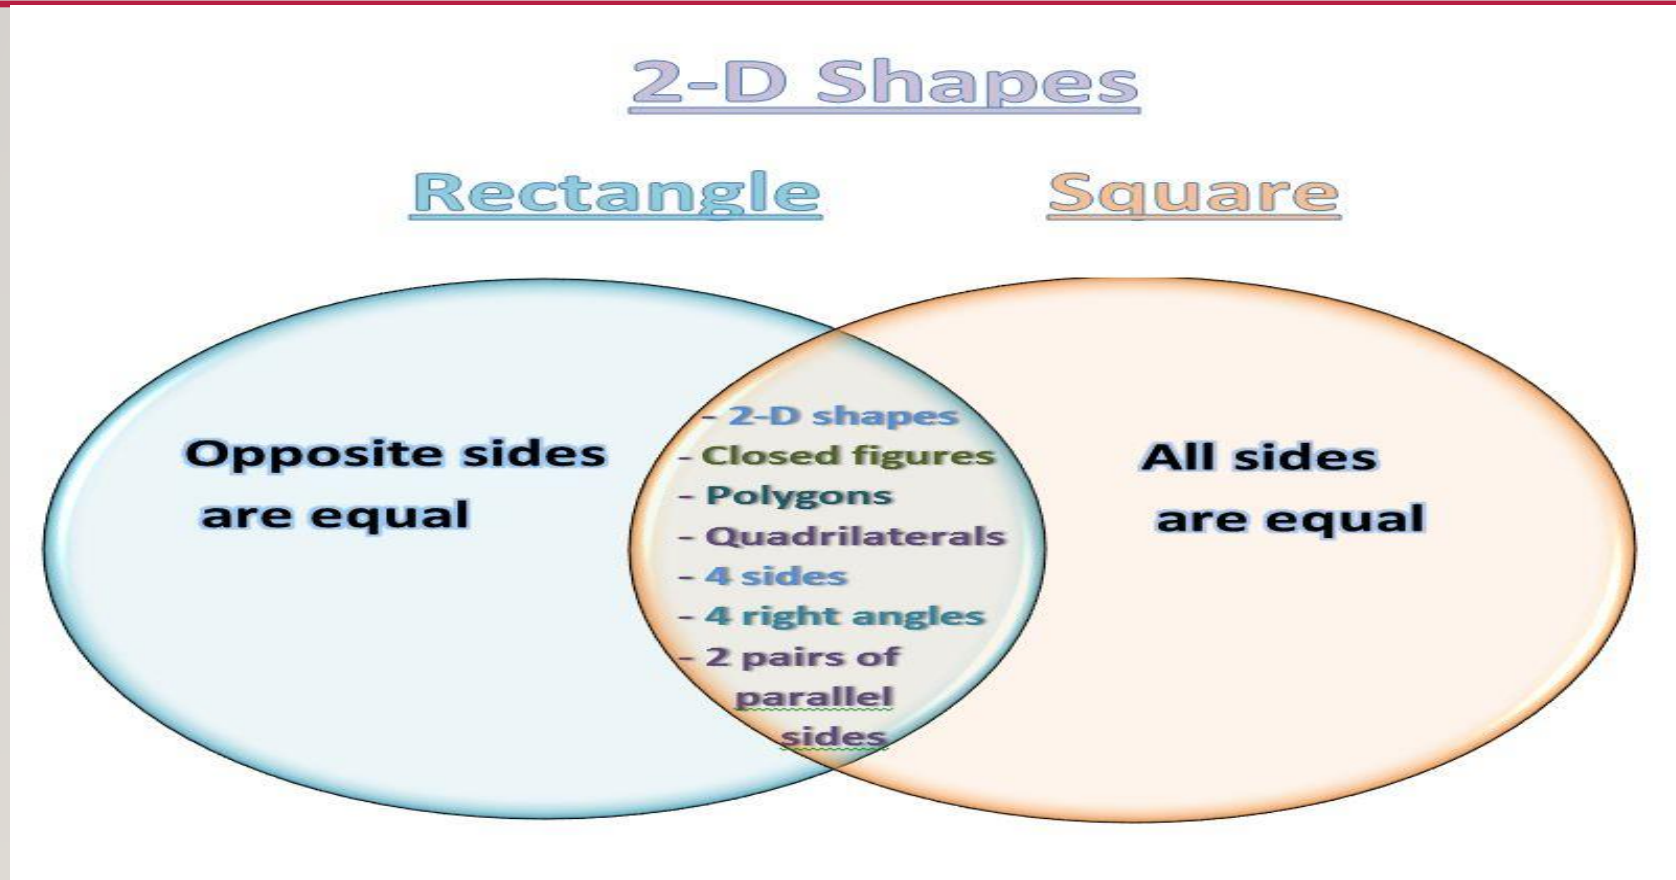 2-D Shapes
Rectangle
Square
Opposite sides
are equal
- 2-D shapes
- Closed figures
- Polygons
- Quadrilaterals
- 4 sides
- 4 right angles
- 2 pairs of
parallel
sides
All sides
are equal